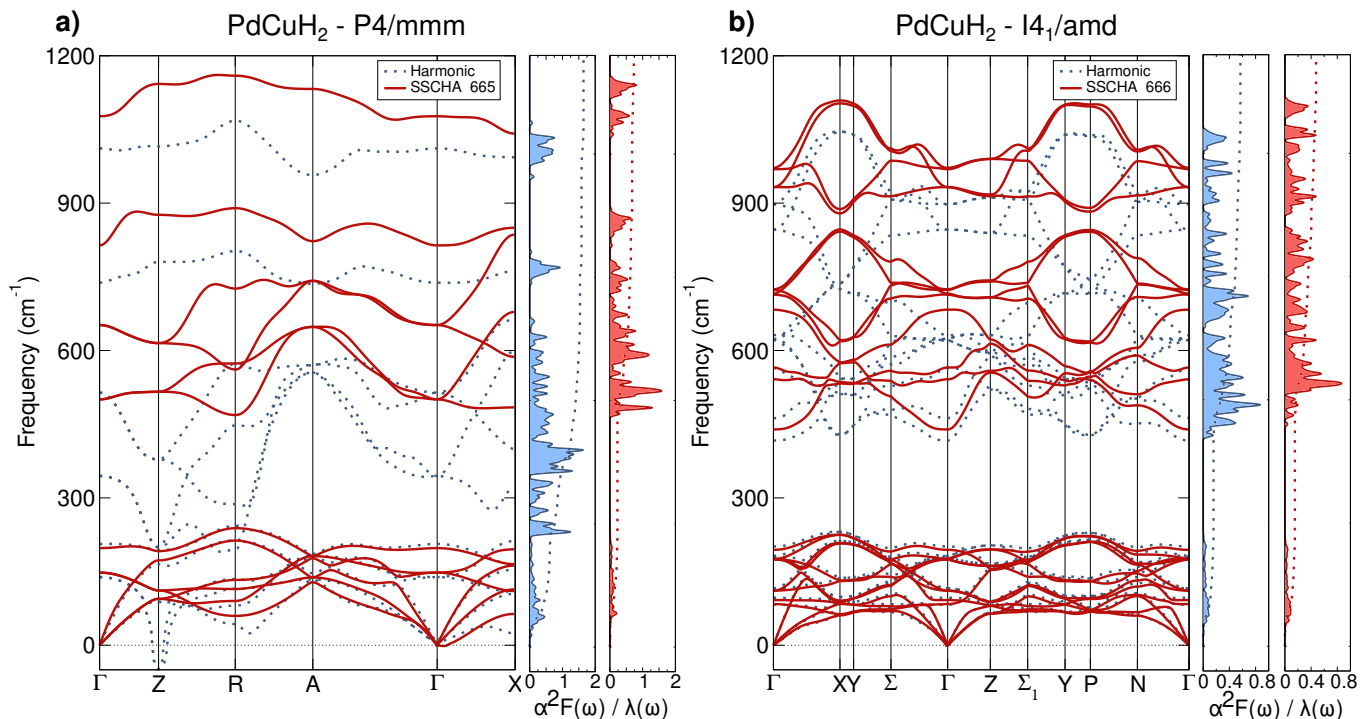 a)
PdCuH₂ - P4/mmm
Harmonic
SSCHA 665
Frequency (cm⁻¹)
1200
900
600
300
0
Γ Z R A Γ X
0 1 2
0 1 2
α²F(ω) / λ(ω)
b)
PdCuH₂ - I4₁/amd
Harmonic
SSCHA 666
Frequency (cm⁻¹)
1200
900
600
300
0
Γ X Y Σ Γ Z Σ₁ Y P N Γ
0 0.4 0.8
0 0.4 0.8
α²F(ω) / λ(ω)